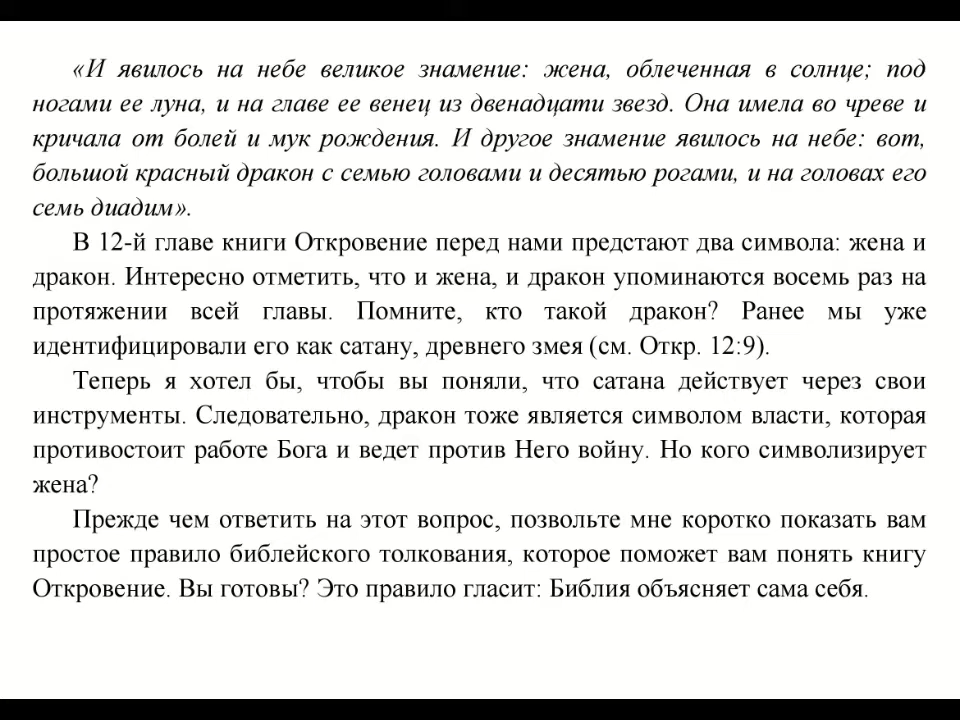 «И явилось на небе великое знамение: жена, облеченная в солнце; под
ногами ее луна, и на главе ее венец из двенадцати звезд. Она имела во чреве и
кричала от болей и мук рождения. И другое знамение явилось на небе: вот,
большой красный дракон с семью головами и десятью рогами, и на головах его
семь диадим».
В 12-й главе книги Откровение перед нами предстают два символа: жена и
дракон. Интересно отметить, что и жена, и дракон упоминаются восемь раз на
протяжении всей главы. Помните, кто такой дракон? Ранее мы уже
идентифицировали его как сатану, древнего змея (см. Откр. 12:9).
Теперь я хотел бы, чтобы вы поняли, что сатана действует через свои
инструменты. Следовательно, дракон тоже является символом власти, которая
противостоит работе Бога и ведет против Него войну. Но кого символизирует
жена?
Прежде чем ответить на этот вопрос, позвольте мне коротко показать вам
простое правило библейского толкования, которое поможет вам понять книгу
Откровение. Вы готовы? Это правило гласит: Библия объясняет сама себя.